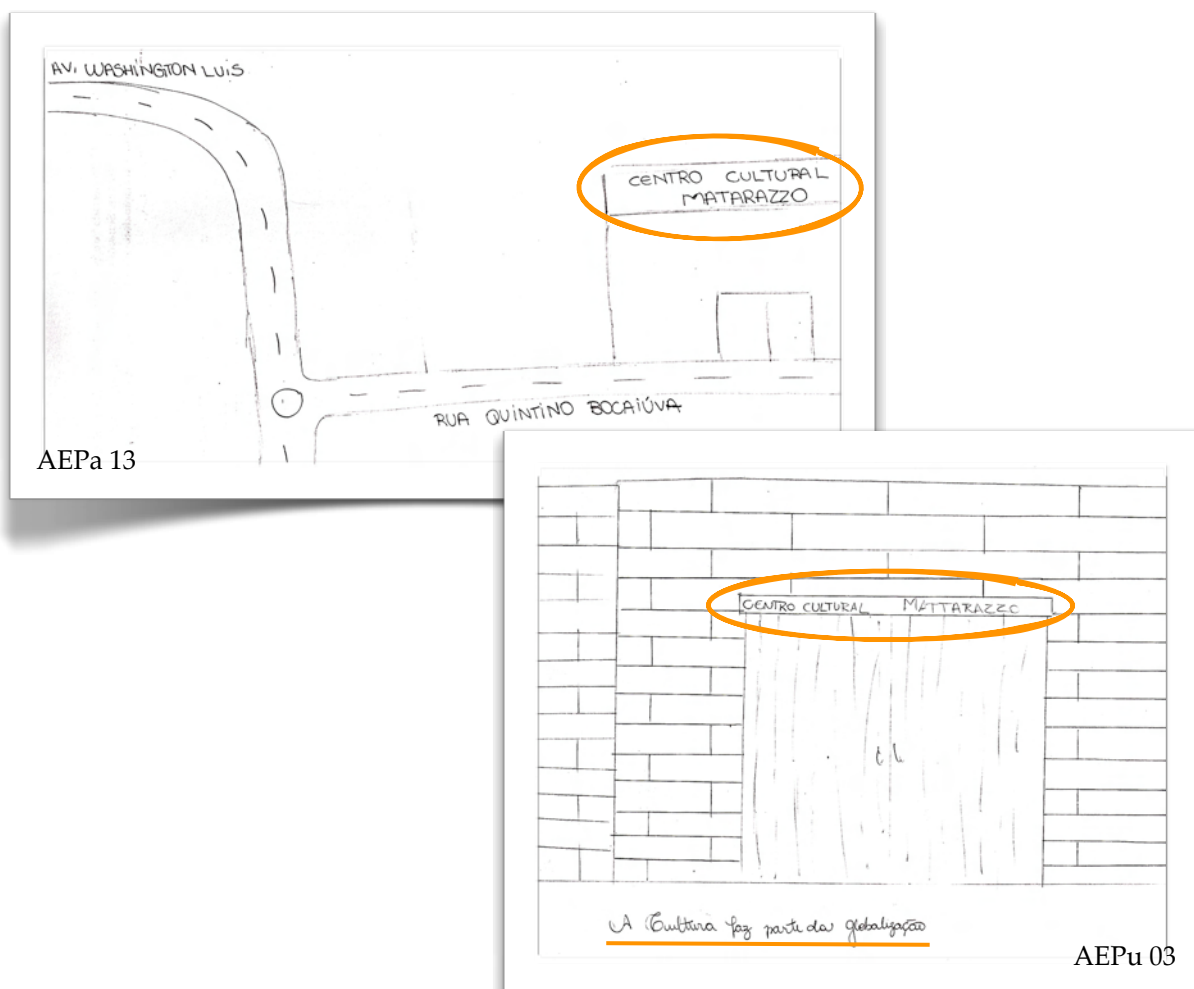 AV. WASHINGTON LUIS
CENTRO CULTURAL
MATARAZZO
RUA QUINTINO BOCAIÚVA
AEPa 13
CENTRO CULTURAL MATTARAZZO
A Cultura faz parte da globalização
AEPu 03